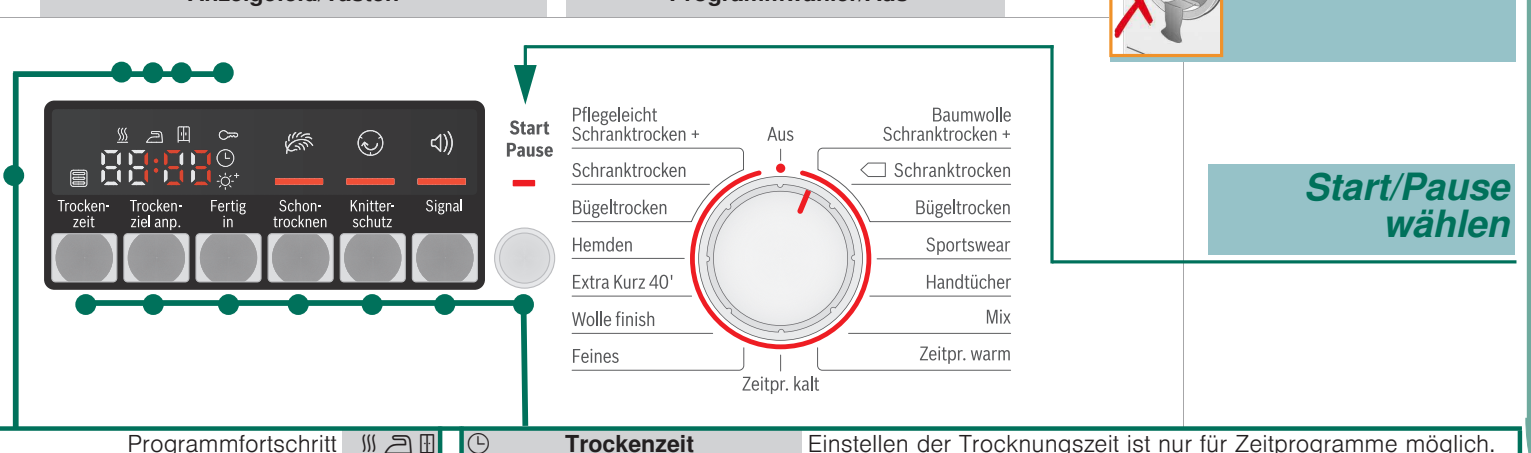 Start
Pause
Trocken-
zeit
Trocken-
ziel anp.
Fertig
in
Schon-
trocknen
Knitter-
schutz
Signal
Pflegeleicht
Schranktrocken +
Schranktrocken
Bügeltrocken
Hemden
Extra Kurz 40'
Wolle finish
Feines
Aus
Zeitpr. kalt
Baumwolle
Schranktrocken +
Schranktrocken
Bügeltrocken
Sportswear
Handtücher
Mix
Zeitpr. warm
Start/Pause
wählen
Programmfortschritt
Trockenzeit
Einstellen der Trocknungszeit ist nur für Zeitprogramme möglich.